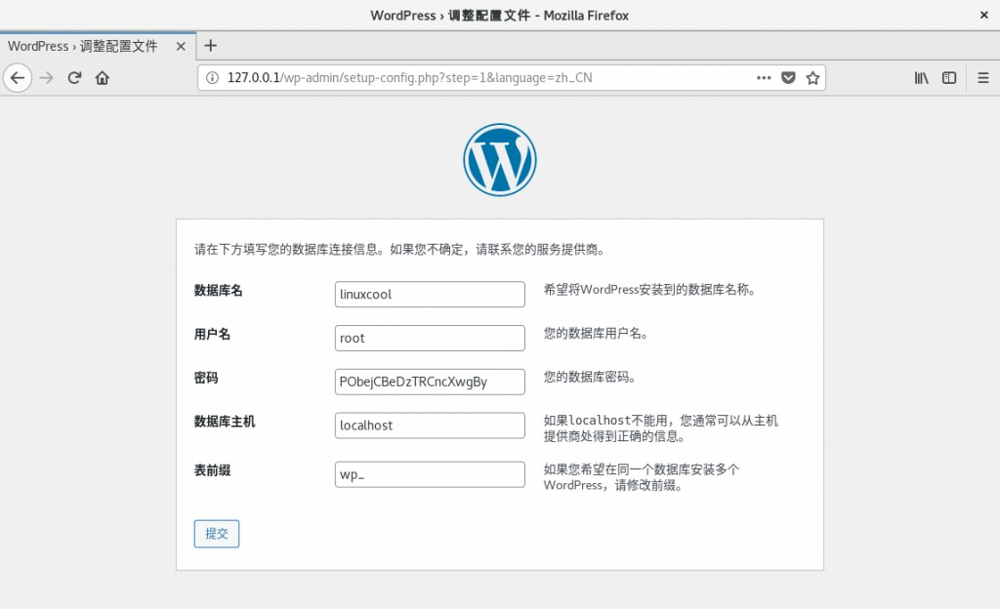 WordPress › 调整配置文件 - Mozilla Firefox
WordPress › 调整配置文件
127.0.0.1/wp-admin/setup-config.php?step=1&language=zh_CN
请在下方填写您的数据库连接信息。如果您不确定，请联系您的服务提供商。
数据库名
linuxcool
希望将WordPress安装到的数据库名称。
用户名
root
您的数据库用户名。
密码
PObejCBeDzTRCncXwgBy
您的数据库密码。
数据库主机
localhost
如果localhost不能用，您通常可以从主机
提供商处得到正确的信息。
表前缀
wp_
如果您希望在同一个数据库安装多个
WordPress，请修改前缀。
提交